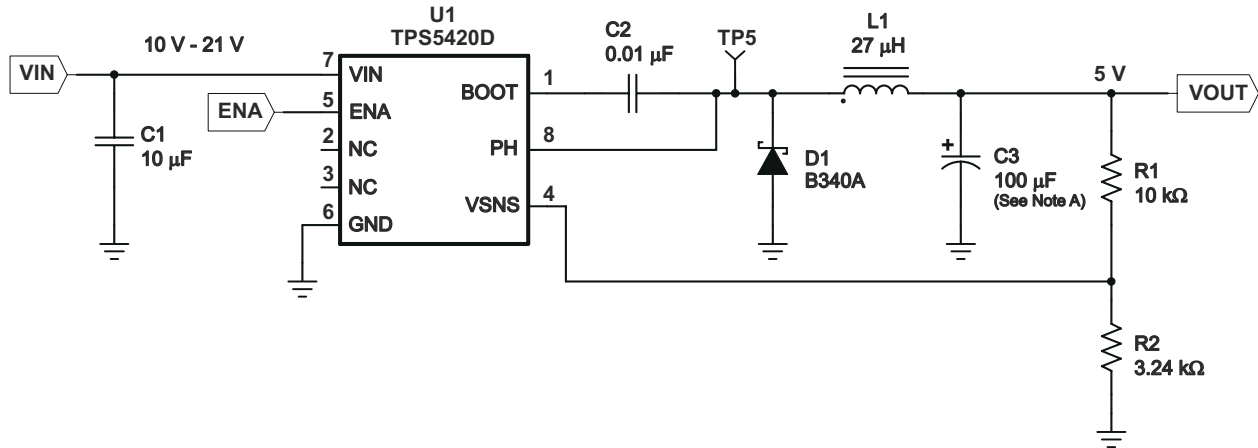 U1
TPS5420D
VIN
10 V - 21 V
ENA
C1
10 μF
7
5
2
3
6
VIN
ENA
NC
NC
GND
BOOT
PH
VSNS
1
8
4
C2
0.01 μF
TP5
L1
27 μH
D1
B340A
+
C3
100 μF
(See Note A)
5 V
VOUT
R1
10 kΩ
R2
3.24 kΩ